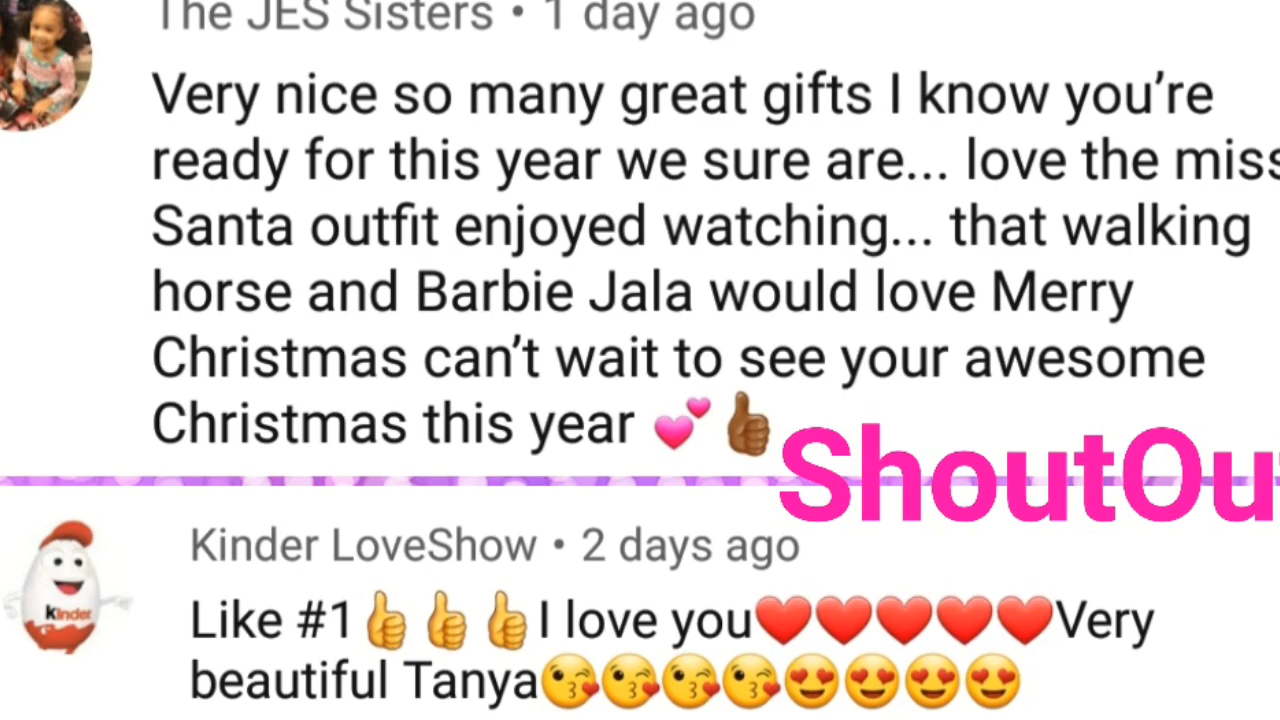 The JES Sisters • 1 day ago
Very nice so many great gifts I know you’re
ready for this year we sure are... love the miss
Santa outfit enjoyed watching... that walking
horse and Barbie Jala would love Merry
Christmas can’t wait to see your awesome
Christmas this year 💕👍🏾
ShoutOu
Kinder LoveShow • 2 days ago
kinder
Like #1👍👍👍I love you❤️❤️❤️❤️❤️Very
beautiful Tanya😘😘😘😘😍😍😍😍